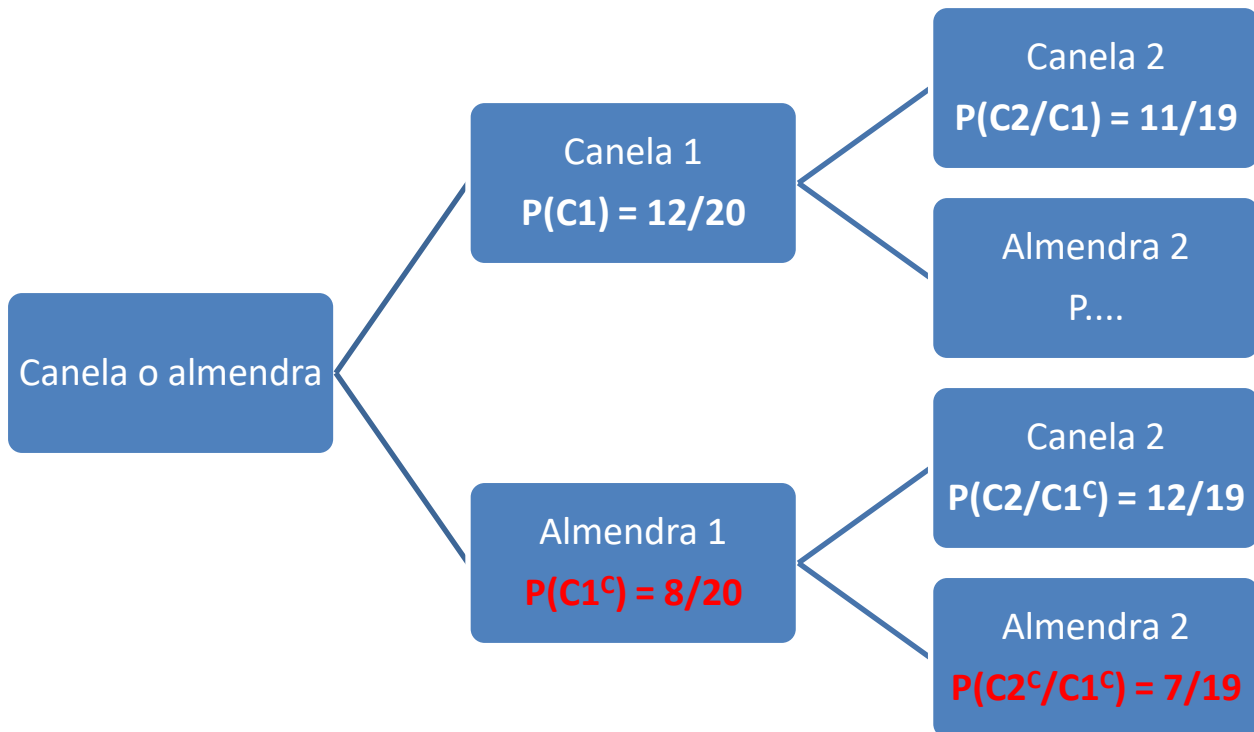 Canela o almendra
Canela 1
P(C1) = 12/20
Almendra 1
P(C1ᶜ) = 8/20
Canela 2
P(C2/C1) = 11/19
Almendra 2
P....
Canela 2
P(C2/C1ᶜ) = 12/19
Almendra 2
P(C2ᶜ/C1ᶜ) = 7/19